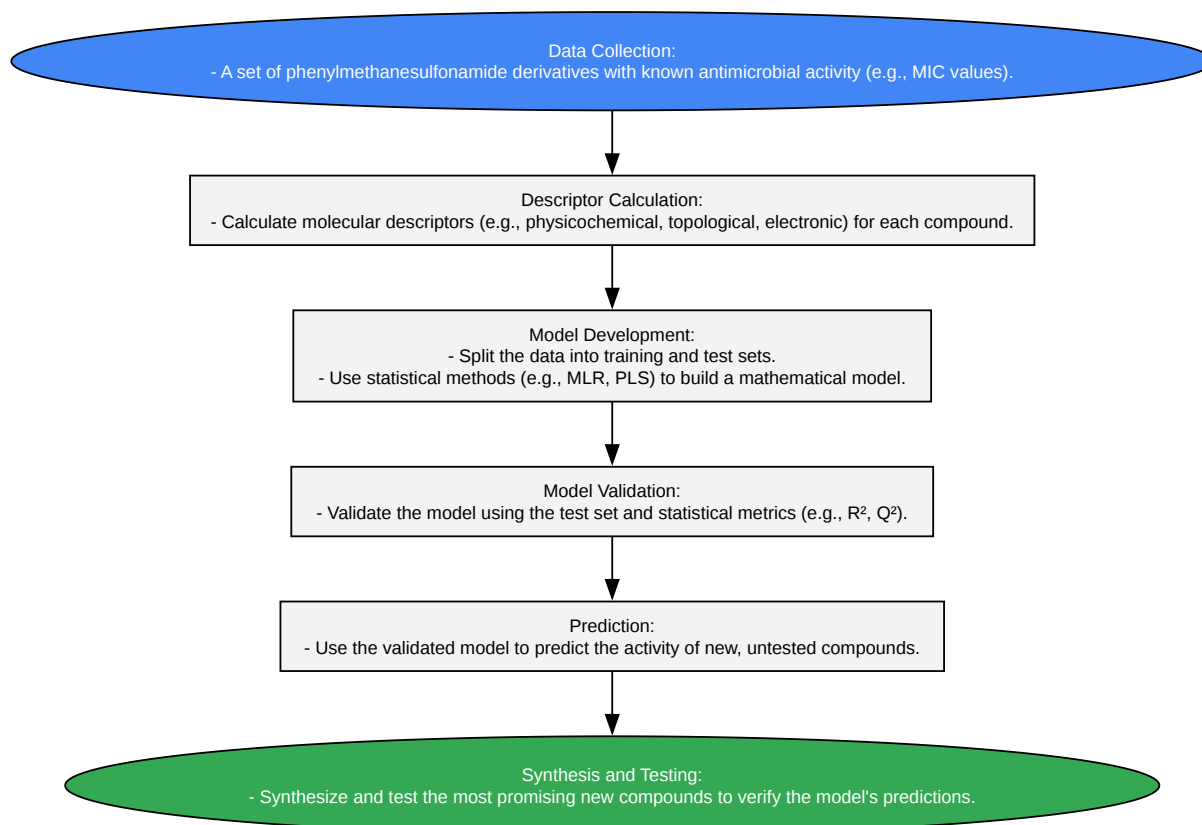 Data Collection:
- A set of phenylmethanesulfonamide derivatives with known antimicrobial activity (e.g., MIC values).
Descriptor Calculation:
- Calculate molecular descriptors (e.g., physicochemical, topological, electronic) for each compound.
Model Development:
- Split the data into training and test sets.
- Use statistical methods (e.g., MLR, PLS) to build a mathematical model.
Model Validation:
- Validate the model using the test set and statistical metrics (e.g., R², Q²).
Prediction:
- Use the validated model to predict the activity of new, untested compounds.
Synthesis and Testing:
- Synthesize and test the most promising new compounds to verify the model's predictions.